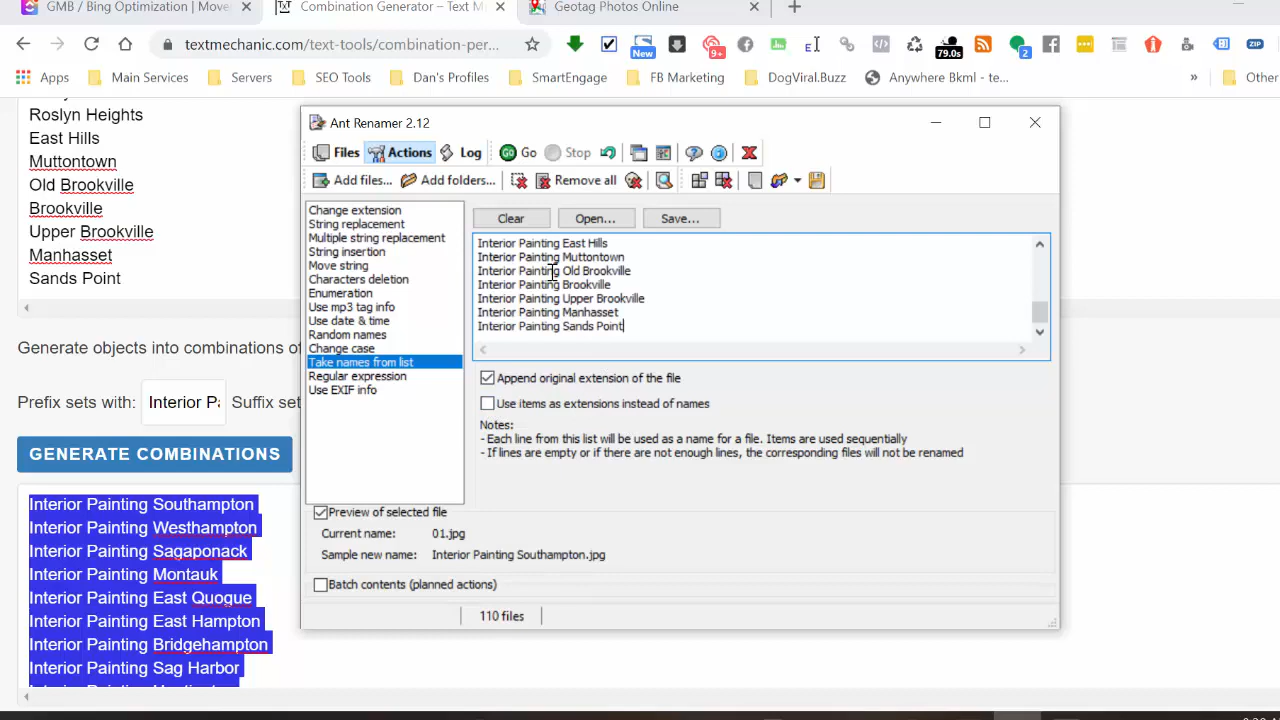 GMB / Bing Optimization | Move
Combination Generator – Text M
Geotag Photos Online
textmechanic.com/text-tools/combination-per...
New
9+
E
79.0s
2
ZIP
Apps
Main Services
Servers
SEO Tools
Dan's Profiles
SmartEngage
FB Marketing
DogViral.Buzz
Anywhere Bkml - te...
»
Other
Roslyn Heights
East Hills
Muttontown
Old Brookville
Brookville
Upper Brookville
Manhasset
Sands Point
Generate objects into combinations of
Prefix sets with:
Interior Pa
Suffix set
GENERATE COMBINATIONS
Interior Painting Southampton
Interior Painting Westhampton
Interior Painting Sagaponack
Interior Painting Montauk
Interior Painting East Quogue
Interior Painting East Hampton
Interior Painting Bridgehampton
Interior Painting Sag Harbor
Ant Renamer 2.12
Files
Actions
Log
Go
Stop
Add files...
Add folders...
Remove all
Change extension
String replacement
Multiple string replacement
String insertion
Move string
Characters deletion
Enumeration
Use mp3 tag info
Use date & time
Random names
Change case
Take names from list
Regular expression
Use EXIF info
Clear
Open...
Save...
Interior Painting East Hills
Interior Painting Muttontown
Interior Painting Old Brookville
Interior Painting Brookville
Interior Painting Upper Brookville
Interior Painting Manhasset
Interior Painting Sands Point
Append original extension of the file
Use items as extensions instead of names
Notes:
- Each line from this list will be used as a name for a file. Items are used sequentially
- If lines are empty or if there are not enough lines, the corresponding files will not be renamed
Preview of selected file
Current name: 01.jpg
Sample new name: Interior Painting Southampton.jpg
Batch contents (planned actions)
110 files